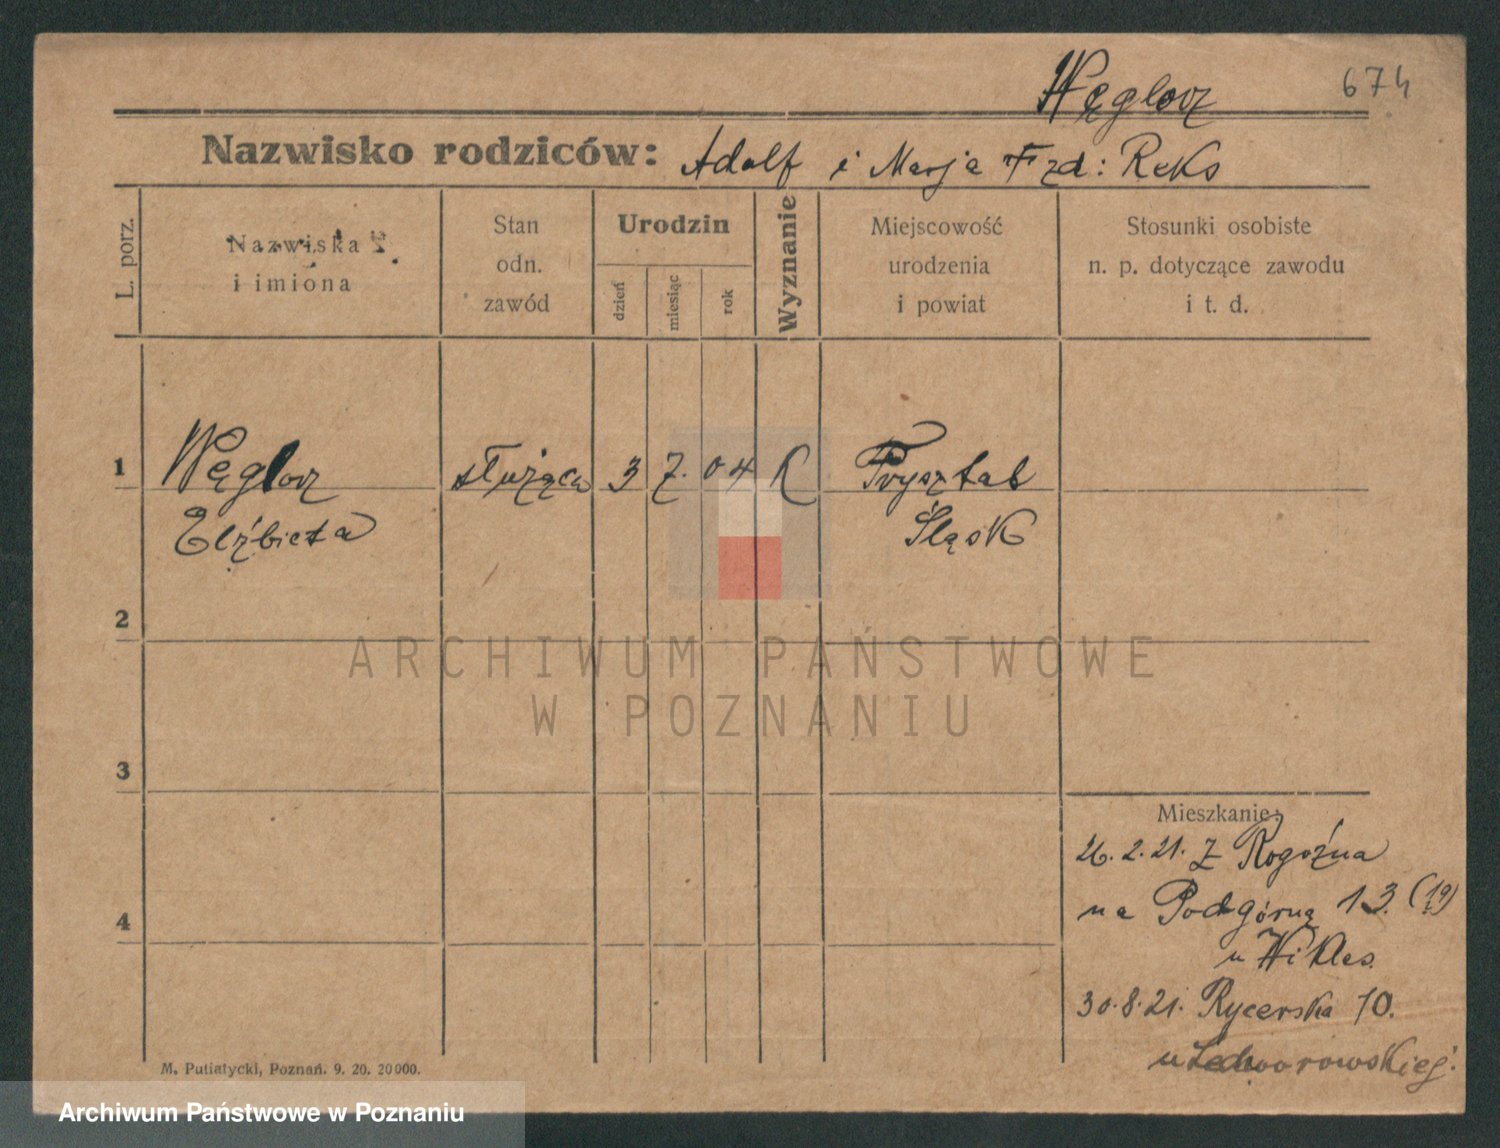 Węglorz 674
Nazwisko rodziców: Adolf i Marja zd: Reks
L. porz.
Nazwiska
i imiona
Stan
odn.
zawód
Urodzin
dzień
miesiąc
rok
Wyznanie
Miejscowość
urodzenia
i powiat
Stosunki osobiste
n. p. dotyczące zawodu
i t. d.
1 Węglorz służąca 3 7. 04 K
Elżbieta Śląsk
2
3
4
Mieszkanie:
26.2.21. z Rogoźna
na Podgórną 13. (19)
u Wikles
30.8.21. Rycerska 10.
M. Putiatycki, Poznań. 9. 20. 20000.
ARCHIWUM PAŃSTWOWE
W POZNANIU
Archiwum Państwowe w Poznaniu